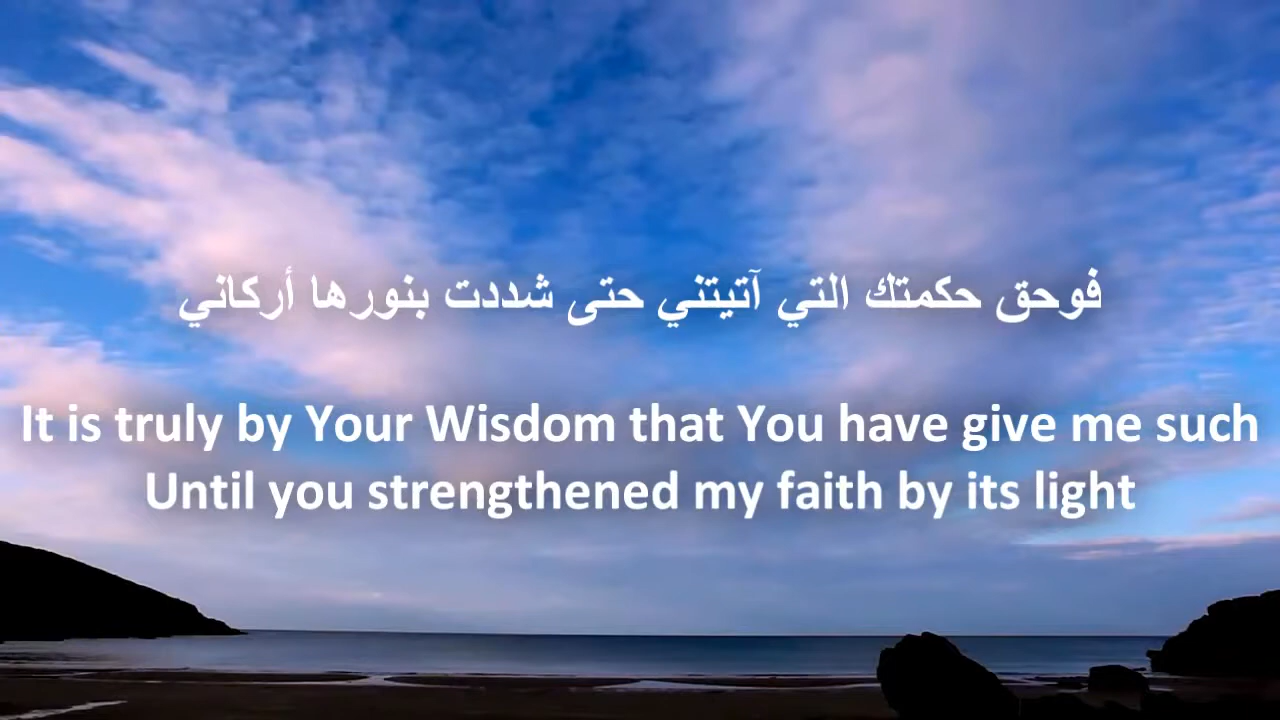 فوحق حكمتك التي آتيتني حتى شددت بنورها أركاني
It is truly by Your Wisdom that You have give me such
Until you strengthened my faith by its light